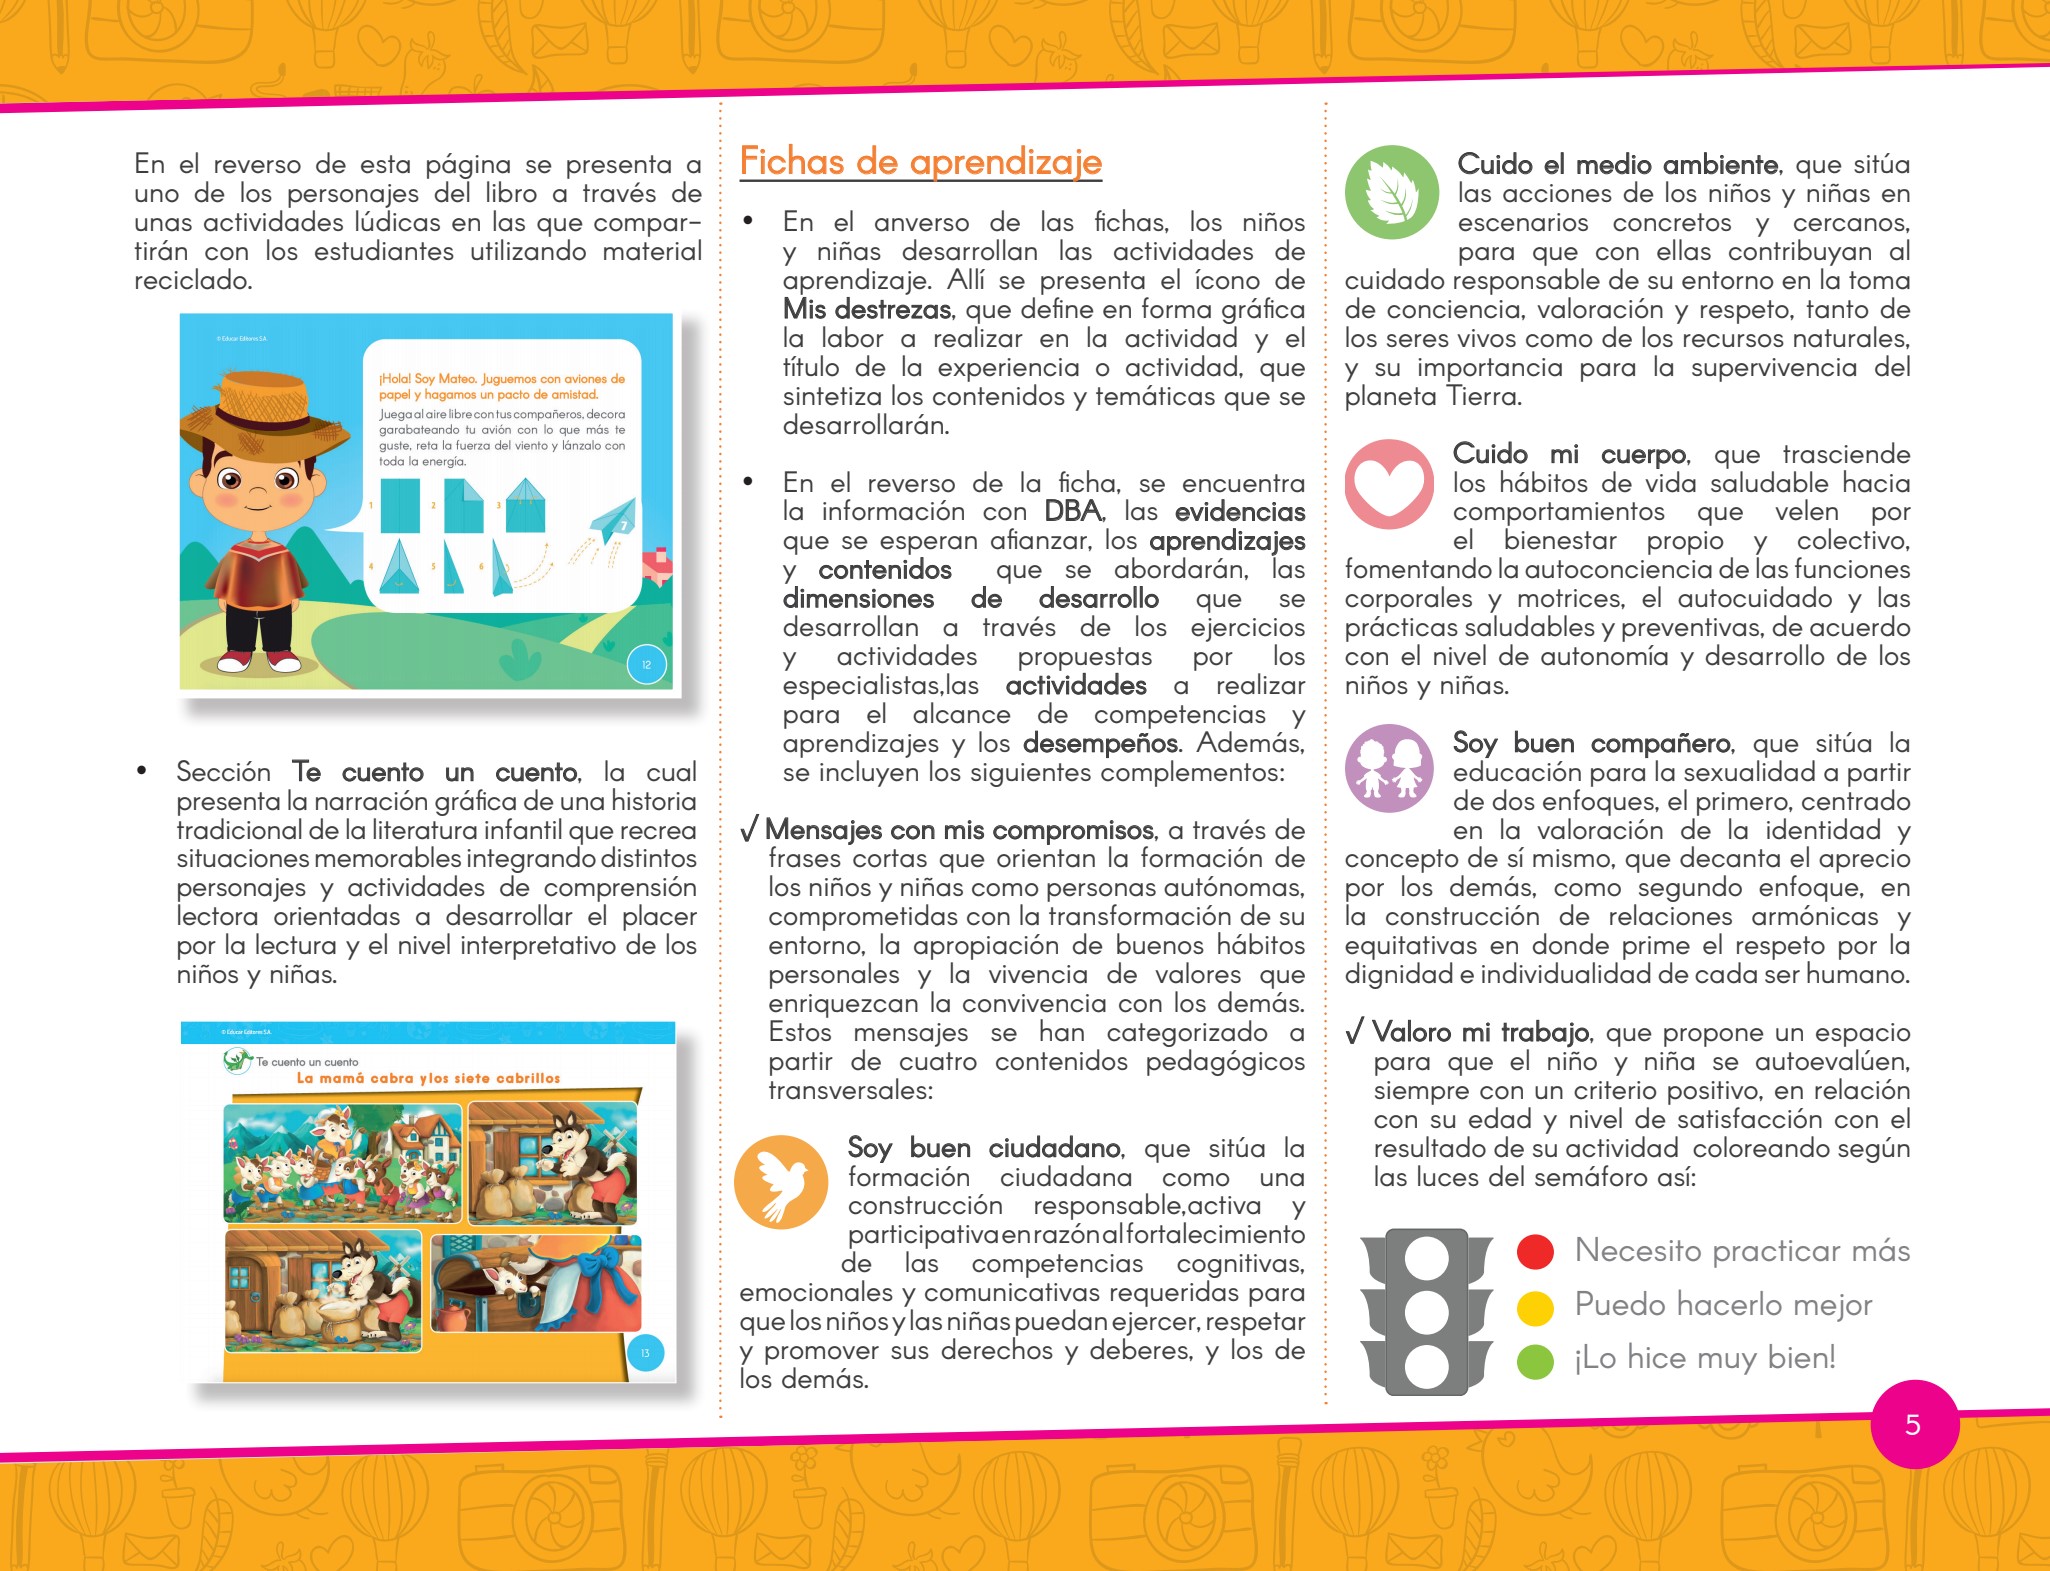 En el reverso de esta página se presenta a
uno de los personajes del libro a través de
unas actividades lúdicas en las que compar-
tirán con los estudiantes utilizando material
reciclado.
© Educar Editores S.A.
¡Hola! Soy Mateo. Juguemos con aviones de
papel y hagamos un pacto de amistad.
Juega al aire libre con tus compañeros, decora
garabateando tu avión con lo que más te
guste, reta la fuerza del viento y lánzalo con
toda la energía.
1
2
3
7
4
5
6
12
• Sección Te cuento un cuento, la cual
presenta la narración gráfica de una historia
tradicional de la literatura infantil que recrea
situaciones memorables integrando distintos
personajes y actividades de comprensión
lectora orientadas a desarrollar el placer
por la lectura y el nivel interpretativo de los
niños y niñas.
© Educar Editores S.A.
Te cuento un cuento
La mamá cabra y los siete cabrillos
13
Fichas de aprendizaje
• En el anverso de las fichas, los niños
y niñas desarrollan las actividades de
aprendizaje. Allí se presenta el ícono de
Mis destrezas, que define en forma gráfica
la labor a realizar en la actividad y el
título de la experiencia o actividad, que
sintetiza los contenidos y temáticas que se
desarrollarán.
• En el reverso de la ficha, se encuentra
la información con DBA, las evidencias
que se esperan afianzar, los aprendizajes
y contenidos que se abordarán, las
dimensiones de desarrollo que se
desarrollan a través de los ejercicios
y actividades propuestas por los
especialistas,las actividades a realizar
para el alcance de competencias y
aprendizajes y los desempeños. Además,
se incluyen los siguientes complementos:
√ Mensajes con mis compromisos, a través de
frases cortas que orientan la formación de
los niños y niñas como personas autónomas,
comprometidas con la transformación de su
entorno, la apropiación de buenos hábitos
personales y la vivencia de valores que
enriquezcan la convivencia con los demás.
Estos mensajes se han categorizado a
partir de cuatro contenidos pedagógicos
transversales:
Soy buen ciudadano, que sitúa la
formación ciudadana como una
construcción responsable,activa y
participativa en razón al fortalecimiento
de las competencias cognitivas,
emocionales y comunicativas requeridas para
que los niños y las niñas puedan ejercer, respetar
y promover sus derechos y deberes, y los de
los demás.
Cuido el medio ambiente, que sitúa
las acciones de los niños y niñas en
escenarios concretos y cercanos,
para que con ellas contribuyan al
cuidado responsable de su entorno en la toma
de conciencia, valoración y respeto, tanto de
los seres vivos como de los recursos naturales,
y su importancia para la supervivencia del
planeta Tierra.
Cuido mi cuerpo, que trasciende
los hábitos de vida saludable hacia
comportamientos que velen por
el bienestar propio y colectivo,
fomentando la autoconciencia de las funciones
corporales y motrices, el autocuidado y las
prácticas saludables y preventivas, de acuerdo
con el nivel de autonomía y desarrollo de los
niños y niñas.
Soy buen compañero, que sitúa la
educación para la sexualidad a partir
de dos enfoques, el primero, centrado
en la valoración de la identidad y
concepto de sí mismo, que decanta el aprecio
por los demás, como segundo enfoque, en
la construcción de relaciones armónicas y
equitativas en donde prime el respeto por la
dignidad e individualidad de cada ser humano.
√ Valoro mi trabajo, que propone un espacio
para que el niño y niña se autoevalúen,
siempre con un criterio positivo, en relación
con su edad y nivel de satisfacción con el
resultado de su actividad coloreando según
las luces del semáforo así:
Necesito practicar más
Puedo hacerlo mejor
¡Lo hice muy bien!
5